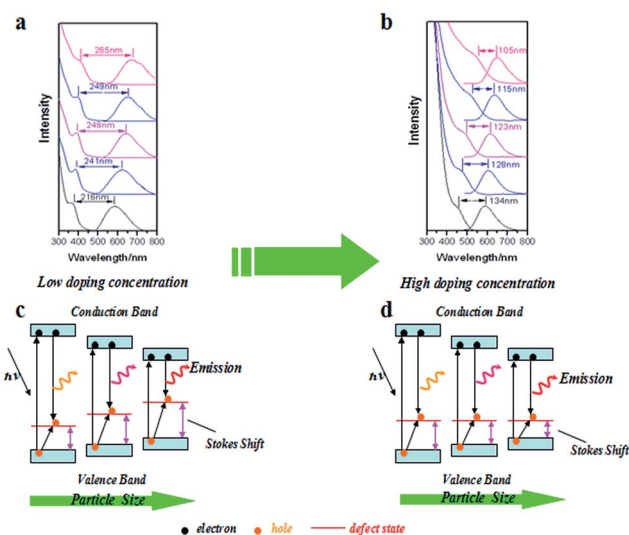 a
b
Intensity
265nm
249nm
249nm
241nm
216nm
300 400 500 600 700 800
Wavelength/nm
Low doping concentration
Intensity
105nm
115nm
123nm
128nm
134nm
300 400 500 600 700 800
Wavelength/nm
High doping concentration
c
Conduction Band
hν
Emission
Stokes Shift
Valence Band
Particle Size
d
Conduction Band
hν
Emission
Stokes Shift
Valence Band
Particle Size
electron
hole
defect state